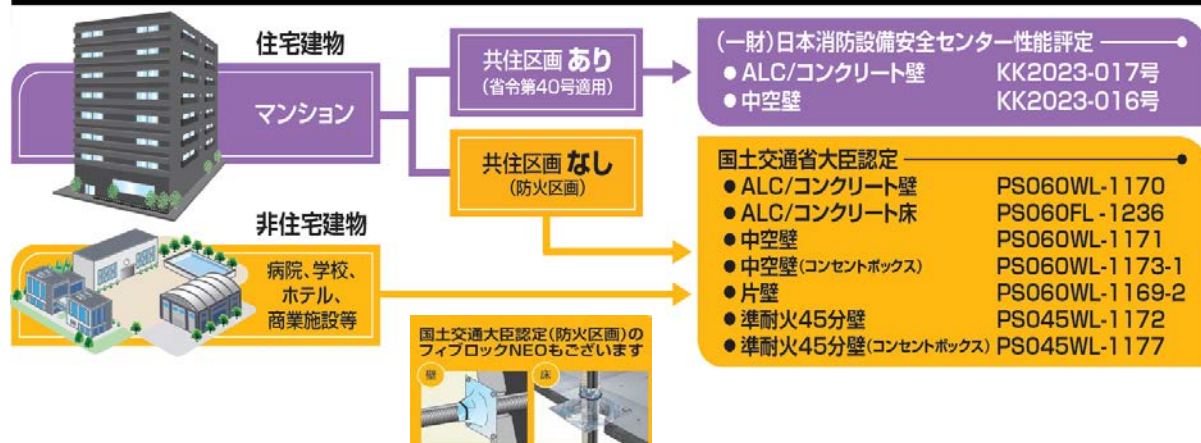 住宅建物
マンション
共住区画 あり
(省令第40号適用)
(一財)日本消防設備安全センター性能評定
● ALC/コンクリート壁 KK2023-017号
● 中空壁 KK2023-016号
共住区画 なし
(防火区画)
国土交通省大臣認定
● ALC/コンクリート壁 PS060WL-1170
● ALC/コンクリート床 PS060FL-1236
● 中空壁 PS060WL-1171
● 中空壁(コンセントボックス) PS060WL-1173-1
● 片壁 PS060WL-1169-2
● 準耐火45分壁 PS045WL-1172
● 準耐火45分壁(コンセントボックス) PS045WL-1177
非住宅建物
病院、学校、
ホテル、
商業施設等
国土交通大臣認定(防火区画)の
フィブロックNEOもございます
壁
床